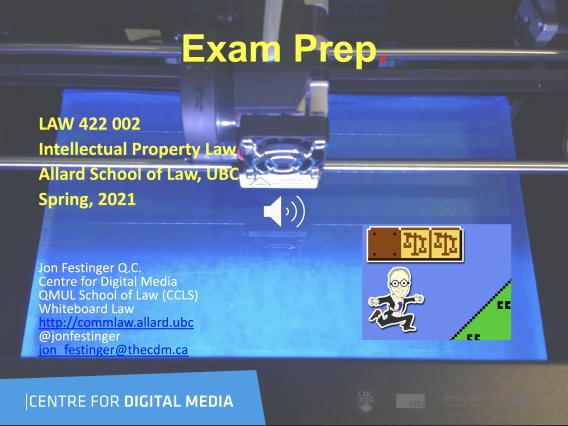 Exam Prep.
LAW 422 002
Intellectual Property Law
Allard School of Law, UBC
Spring, 2021
Jon Festinger Q.C.
Centre for Digital Media
QMUL School of Law (CCLS)
Whiteboard Law
http://commlaw.allard.ubc
@jonfestinger
jon_festinger@thecdm.ca
|CENTRE FOR DIGITAL MEDIA
UBC
SFU